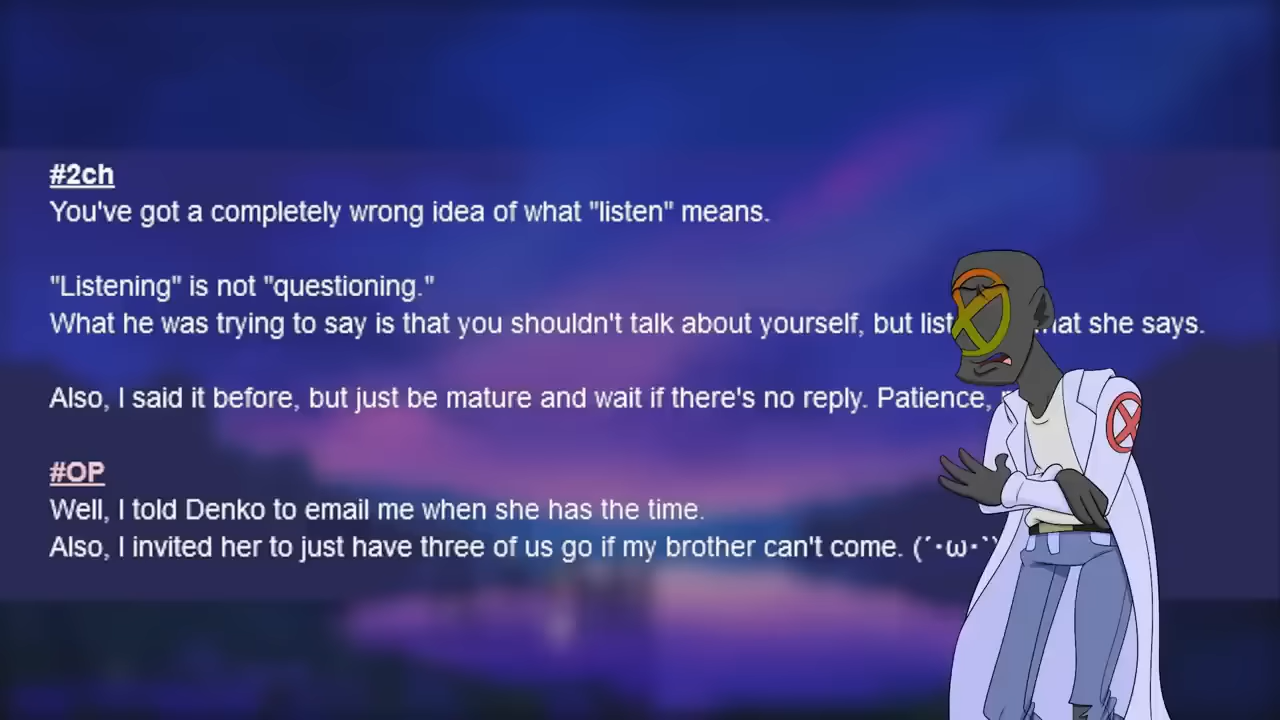 #2ch
You've got a completely wrong idea of what "listen" means.
"Listening" is not "questioning."
What he was trying to say is that you shouldn't talk about yourself, but she says.
Also, I said it before, but just be mature and wait if there's no reply. Patience,
#OP
Well, I told Denko to email me when she has the time.
Also, I invited her to just have three of us go if my brother can't come. (´･ω･`)